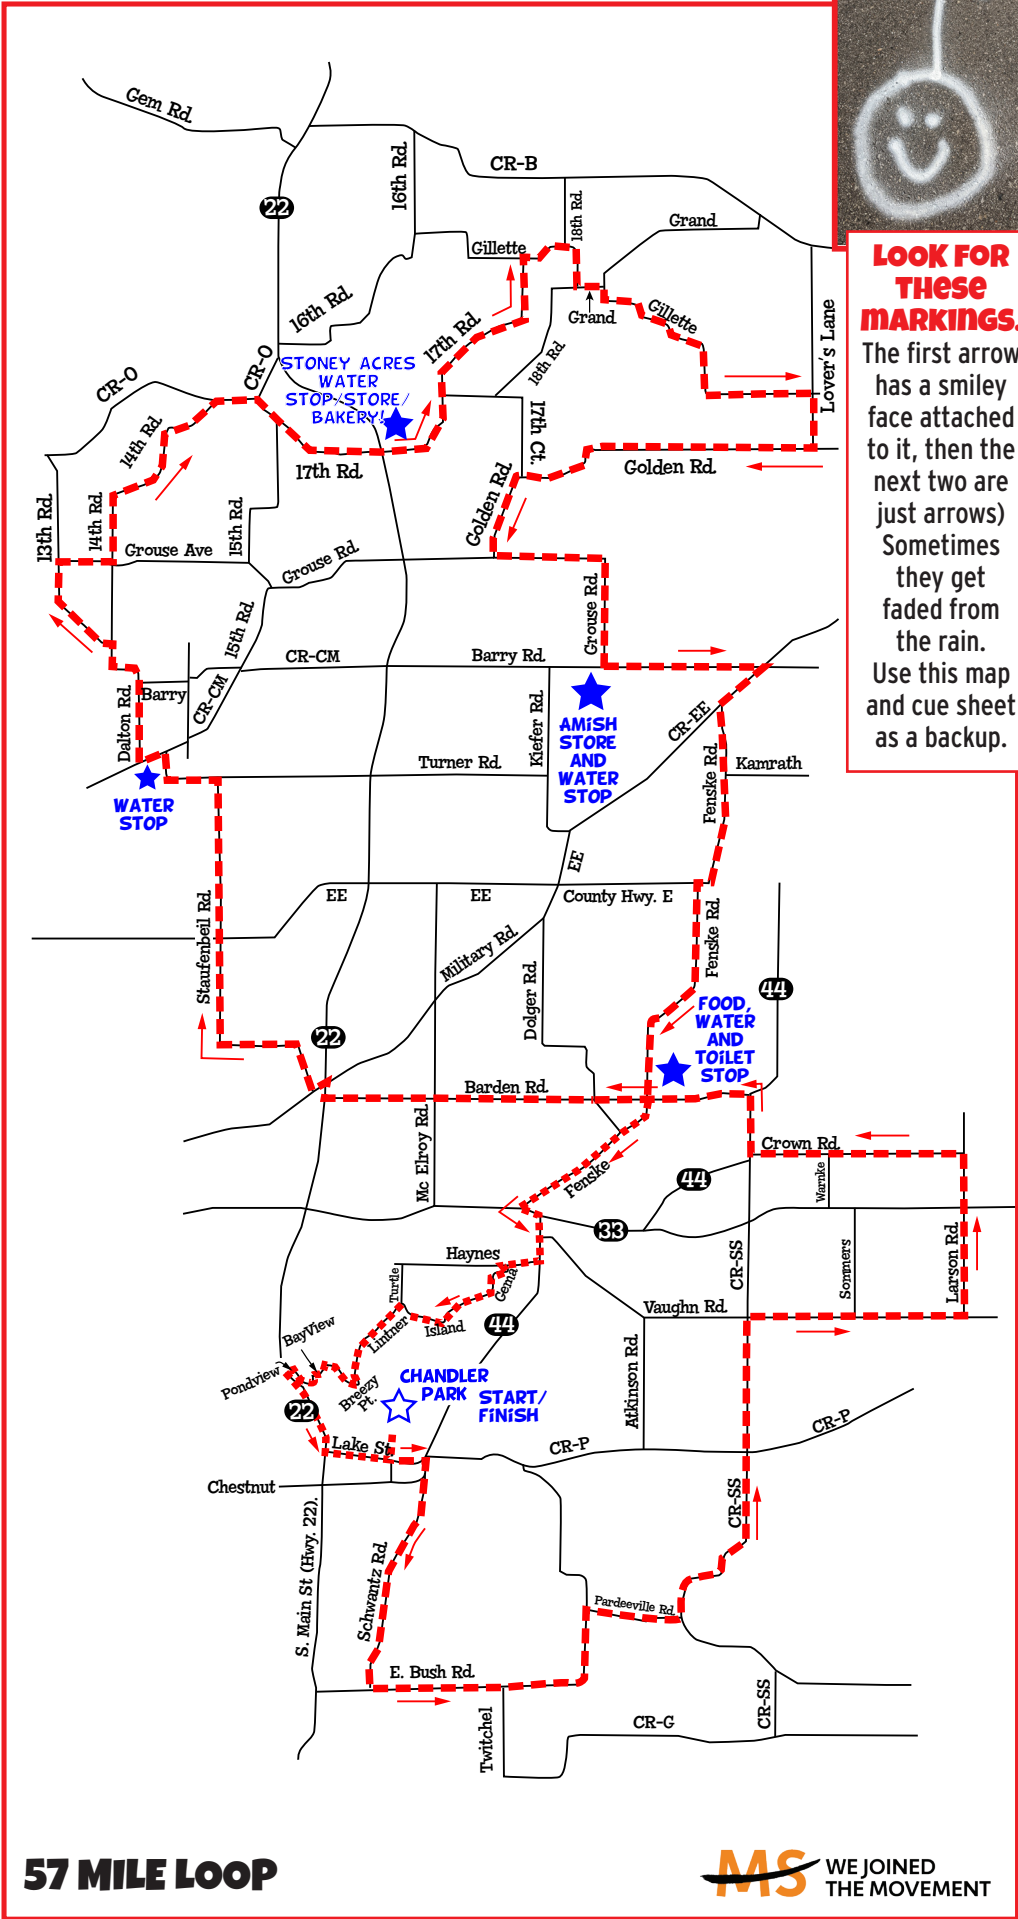 Gem Rd.
22
16th Rd.
CR-B
18th Rd.
Grand
Gillette
16th Rd.
17th Rd.
Grand
Gillette
Lover's Lane
LOOK FOR
THESE
MARKINGS.
The first arrow
has a smiley
face attached
to it, then the
next two are
just arrows)
Sometimes
they get
faded from
the rain.
Use this map
and cue sheet
as a backup.
CR-O
CR-O
STONEY ACRES
WATER
STOP/STORE/
BAKERY!
18th Rd.
14th Rd.
17th Ct.
17th Rd.
Golden Rd.
Golden Rd.
13th Rd.
14th Rd.
15th Rd.
Grouse Ave
Grouse Rd.
Grouse Rd.
15th Rd.
CR-CM
Barry Rd.
Dalton Rd.
Barry
CR-CM
Kiefer Rd.
AMISH
STORE
AND
WATER
STOP
CR-EE
Fenske Rd.
Kamrath
Turner Rd.
WATER
STOP
EE
EE
EE
County Hwy. E
Staufenbeil Rd.
Military Rd.
Dolger Rd.
Fenske Rd.
44
FOOD,
WATER
AND
TOILET
STOP
22
Barden Rd.
Mc Elroy Rd.
Crown Rd.
Fenske
44
Warnke
33
CR-SS
Sommers
Larson Rd.
Haynes
Turtle
Gema
Vaughn Rd.
Lintner
Island
44
BayView
Pondview
Breezy
Pt.
CHANDLER
PARK
START/
FINISH
Atkinson Rd.
22
Lake St.
CR-P
CR-P
Chestnut
CR-SS
S. Main St (Hwy. 22).
Schwantz Rd.
Pardeeville Rd.
E. Bush Rd.
Twitchel
CR-G
CR-SS
57 MILE LOOP
MS
WE JOINED
THE MOVEMENT